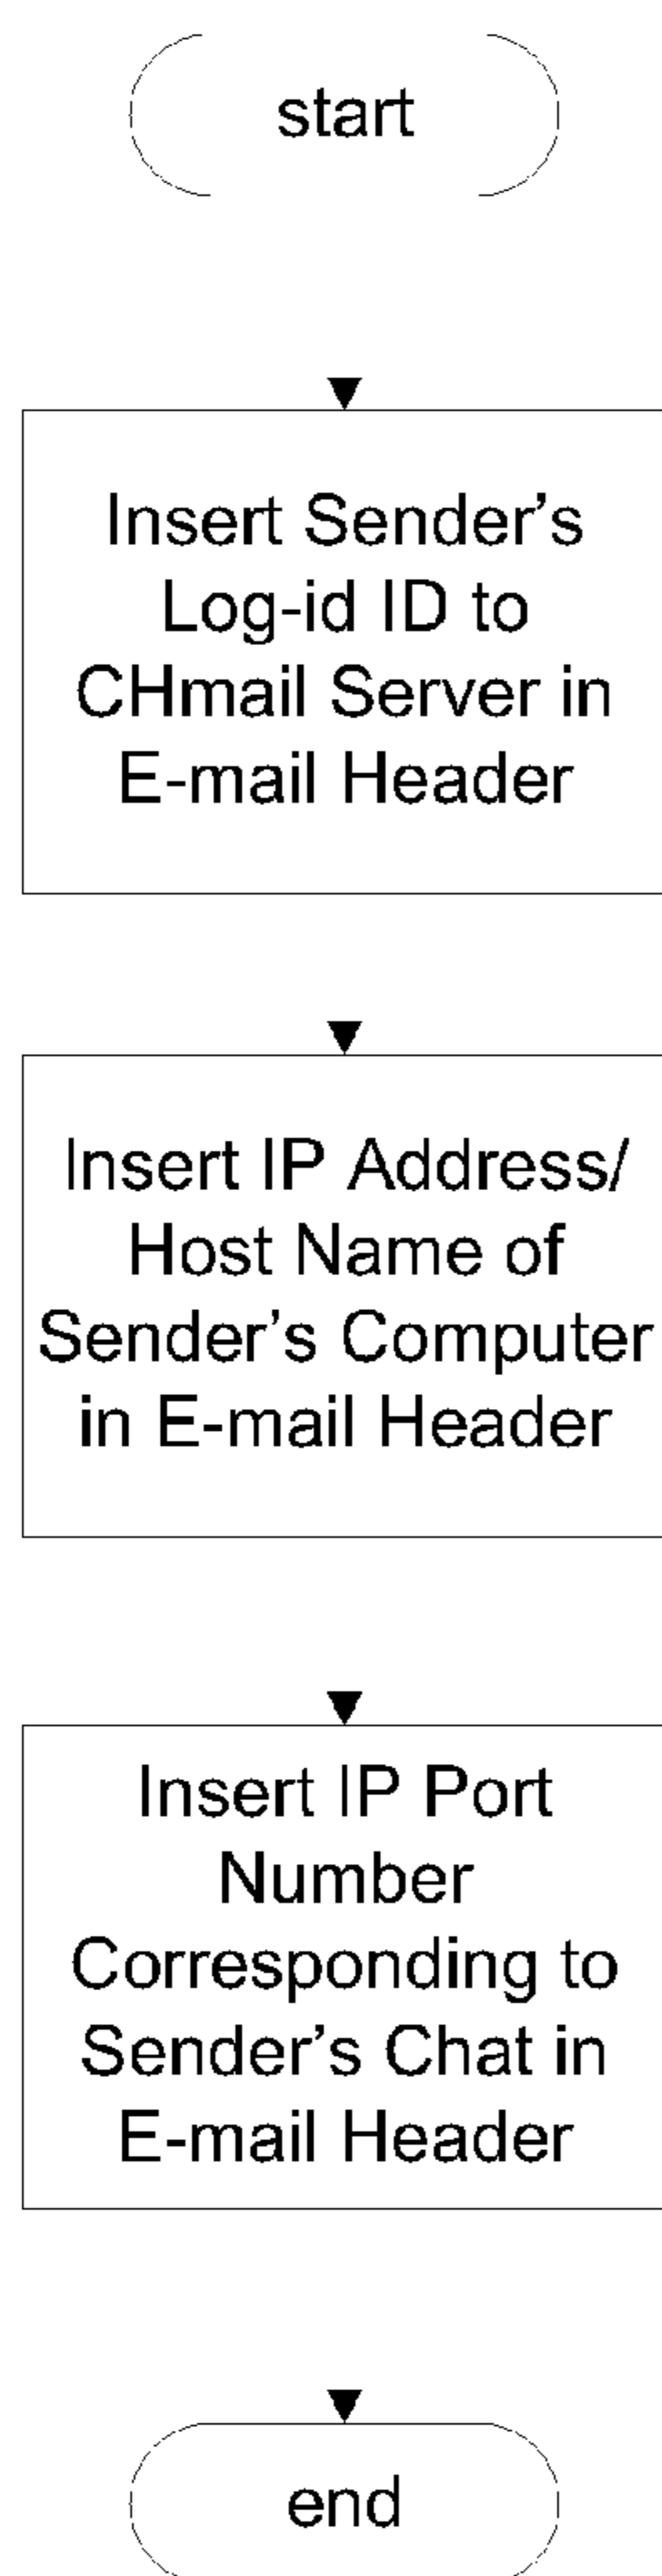 start
Insert Sender’s
Log-id ID to
CHmail Server in
E-mail Header
Insert IP Address/
Host Name of
Sender’s Computer
in E-mail Header
Insert IP Port
Number
Corresponding to
Sender’s Chat in
E-mail Header
end